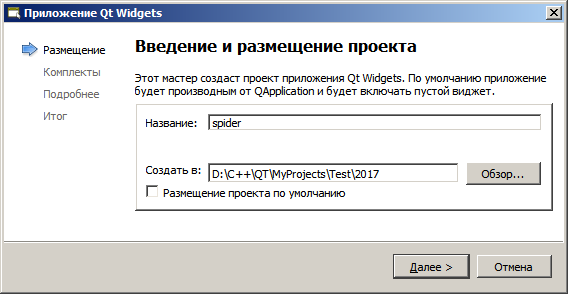 Приложение Qt Widgets
Размещение
Комплекты
Подробнее
Итог
Введение и размещение проекта
Этот мастер создаст проект приложения Qt Widgets. По умолчанию приложение
будет производным от QApplication и будет включать пустой виджет.
Название: spider
Создать в: D:\C++\QT\MyProjects\Test\2017 Обзор...
Размещение проекта по умолчанию
Далее > Отмена